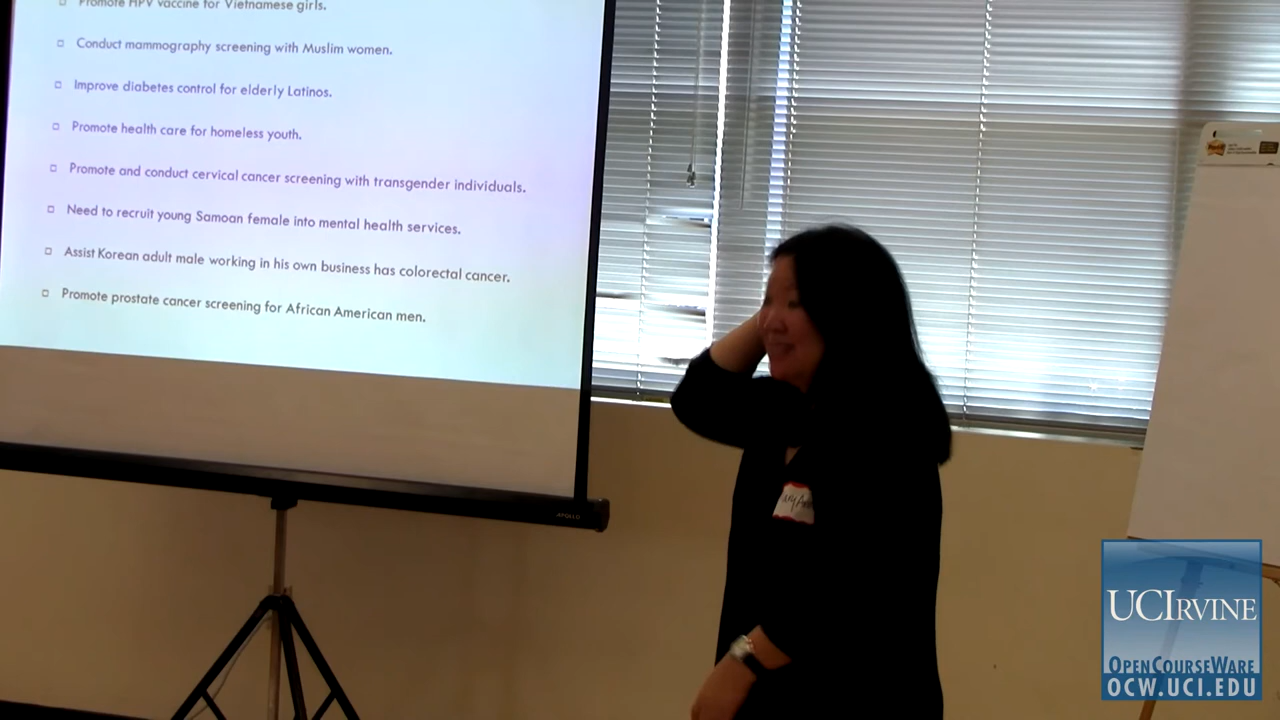 Promote HPV vaccine for Vietnamese girls.
Conduct mammography screening with Muslim women.
Improve diabetes control for elderly Latinos.
Promote health care for homeless youth.
Promote and conduct cervical cancer screening with transgender individuals.
Need to recruit young Samoan female into mental health services.
Assist Korean adult male working in his own business has colorectal cancer.
Promote prostate cancer screening for African American men.
APOLLO
UCIRVINE
OPENCOURSEWARE
OCW.UCI.EDU